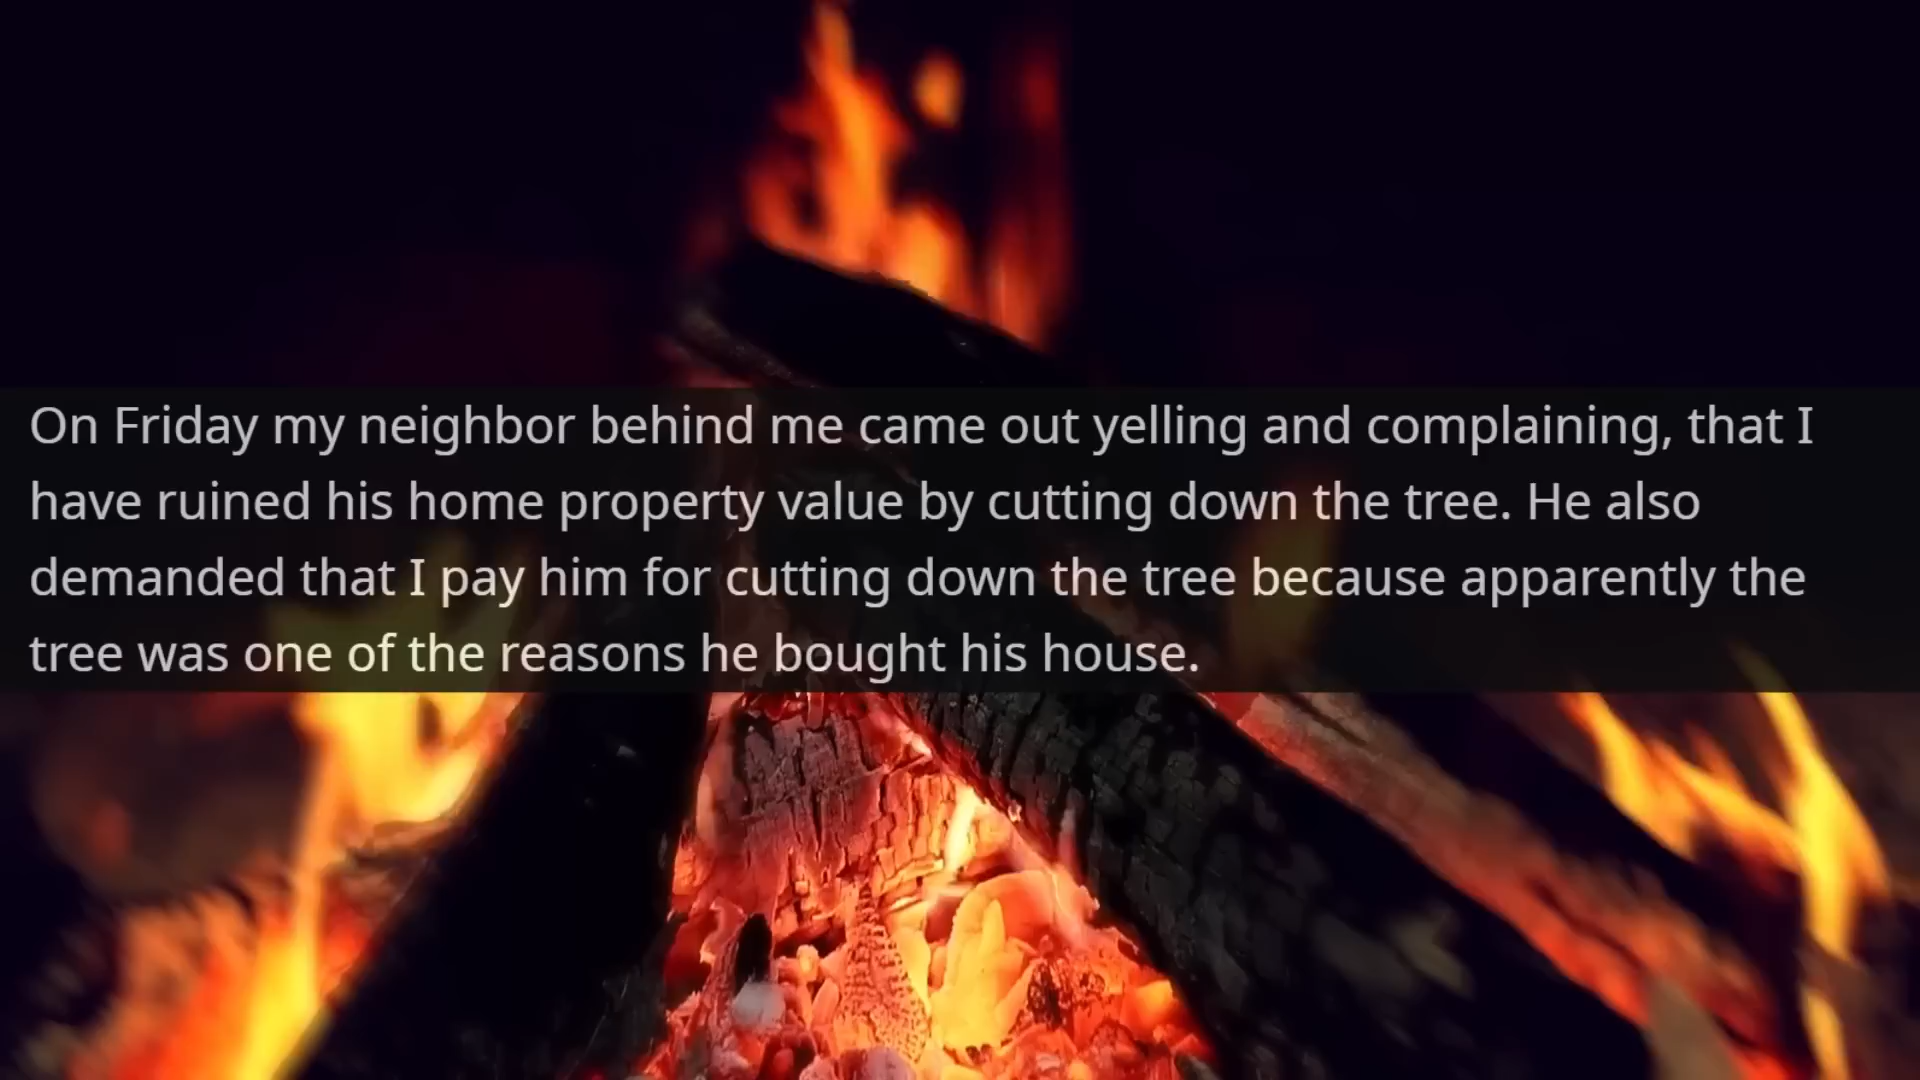 On Friday my neighbor behind me came out yelling and complaining, that I
have ruined his home property value by cutting down the tree. He also
demanded that I pay him for cutting down the tree because apparently the
tree was one of the reasons he bought his house.